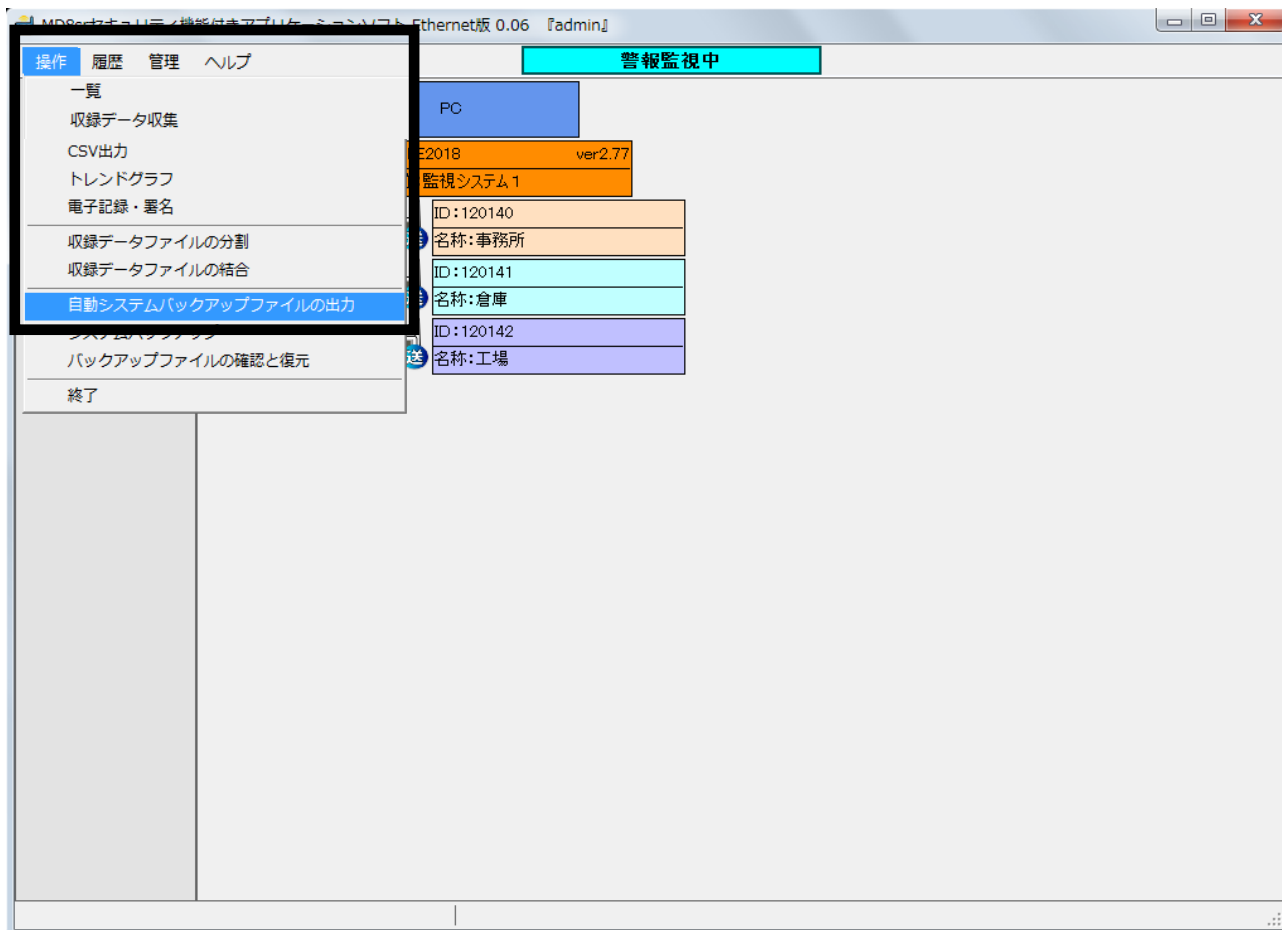 Ethernet版 0.06 『admin』
操作 履歴 管理 ヘルプ
警報監視中
一覧
収録データ収集
CSV出力
トレンドグラフ
電子記録・署名
収録データファイルの分割
収録データファイルの結合
自動システムバックアップファイルの出力
バックアップファイルの確認と復元
終了
PC
E2018 ver2.77
監視システム1
ID:120140
名称:事務所
ID:120141
名称:倉庫
ID:120142
送 名称:工場